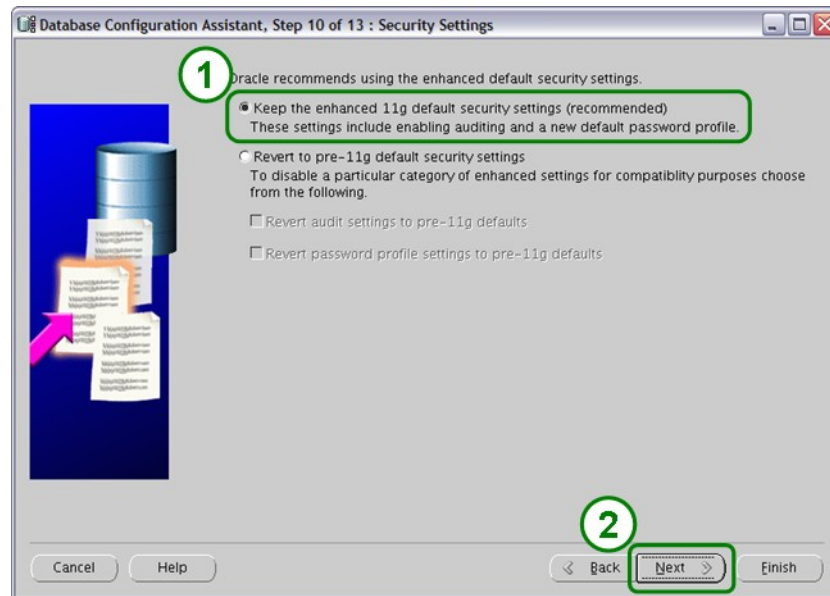 Database Configuration Assistant, Step 10 of 13 : Security Settings
1
Oracle recommends using the enhanced default security settings.
Keep the enhanced 11g default security settings (recommended)
These settings include enabling auditing and a new default password profile.
Revert to pre-11g default security settings
To disable a particular category of enhanced settings for compatiblity purposes choose
from the following.
Revert audit settings to pre-11g defaults
Revert password profile settings to pre-11g defaults
2
Cancel Help Back Next Finish